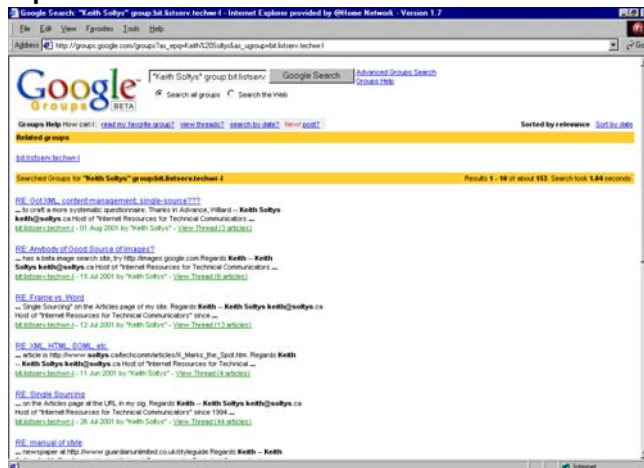 Google Search: "Keith Soltys" group:bit.listserv.techwr-l - Internet Explorer provided by @Home Network - Version 1.7
File Edit View Favorites Tools Help
Address http://groups.google.com/groups?as_epq=Keith%20Soltys&as_ugroup=bit.listserv.techwr-l Go
Google Groups BETA
"Keith Soltys" group:bit.listserv Google Search Advanced Groups Search
Groups Help
Search all groups Search the Web
Groups Help How can I: read my favorite group? view threads? search by date? New! post? Sorted by relevance Sort by date
Related groups
bit.listserv.techwr-l
Searched Groups for "Keith Soltys" group:bit.listserv.techwr-l Results 1 - 10 of about 153. Search took 1.04 seconds.
RE: Got XML, content management, single-source???
... to craft a more systematic questionnaire. Thanks in Advance, Willard -- Keith Soltys
keith@soltys.ca Host of "Internet Resources for Technical Communicators ...
bit.listserv.techwr-l - 01 Aug 2001 by "Keith Soltys" - View Thread (3 articles)
RE: Anybody of Good Source of Images?
... has a beta image search site, try http://images.google.com Regards Keith -- Keith
Soltys keith@soltys.ca Host of "Internet Resources for Technical Communicators ...
bit.listserv.techwr-l - 15 Jul 2001 by "Keith Soltys" - View Thread
RE: Frame vs. Word
... Single Sourcing" on the Articles page of my site. Regards Keith -- Keith Soltys keith@soltys.ca
Host of "Internet Resources for Technical Communicators" since ...
bit.listserv.techwr-l - 12 Jul 2001 by "Keith Soltys" - View Thread (13 articles)
RE: XML, HTML, SGML, etc.
... article is http://www.soltys.ca/techcomm/articles/X_Marks_the_Spot.htm. Regards Keith
-- Keith Soltys keith@soltys.ca Host of "Internet Resources for Technical ...
bit.listserv.techwr-l - 11 Jun 2001 by "Keith Soltys" - View Thread (4 articles)
RE: Single Sourcing
... on the Articles page at the URL in my sig. Regards Keith -- Keith Soltys keith@soltys.ca
Host of "Internet Resources for Technical Communicators" since 1994 ...
bit.listserv.techwr-l - 26 Jul 2001 by "Keith Soltys" - View Thread (44 articles)
RE: manual of style
... newspaper at http://www.guardianunlimited.co.uk/styleguide Regards Keith -- Keith
Internet